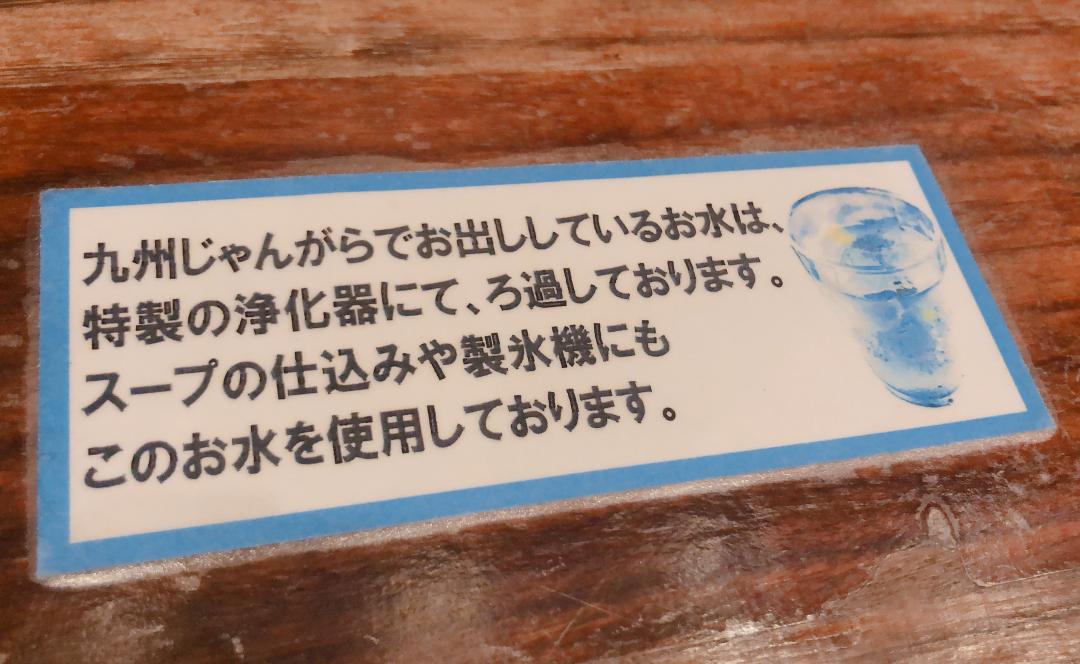 九州じゃんがらでお出ししているお水は、
特製の浄化器にて、ろ過しております。
スープの仕込みや製氷機にも
このお水を使用しております。